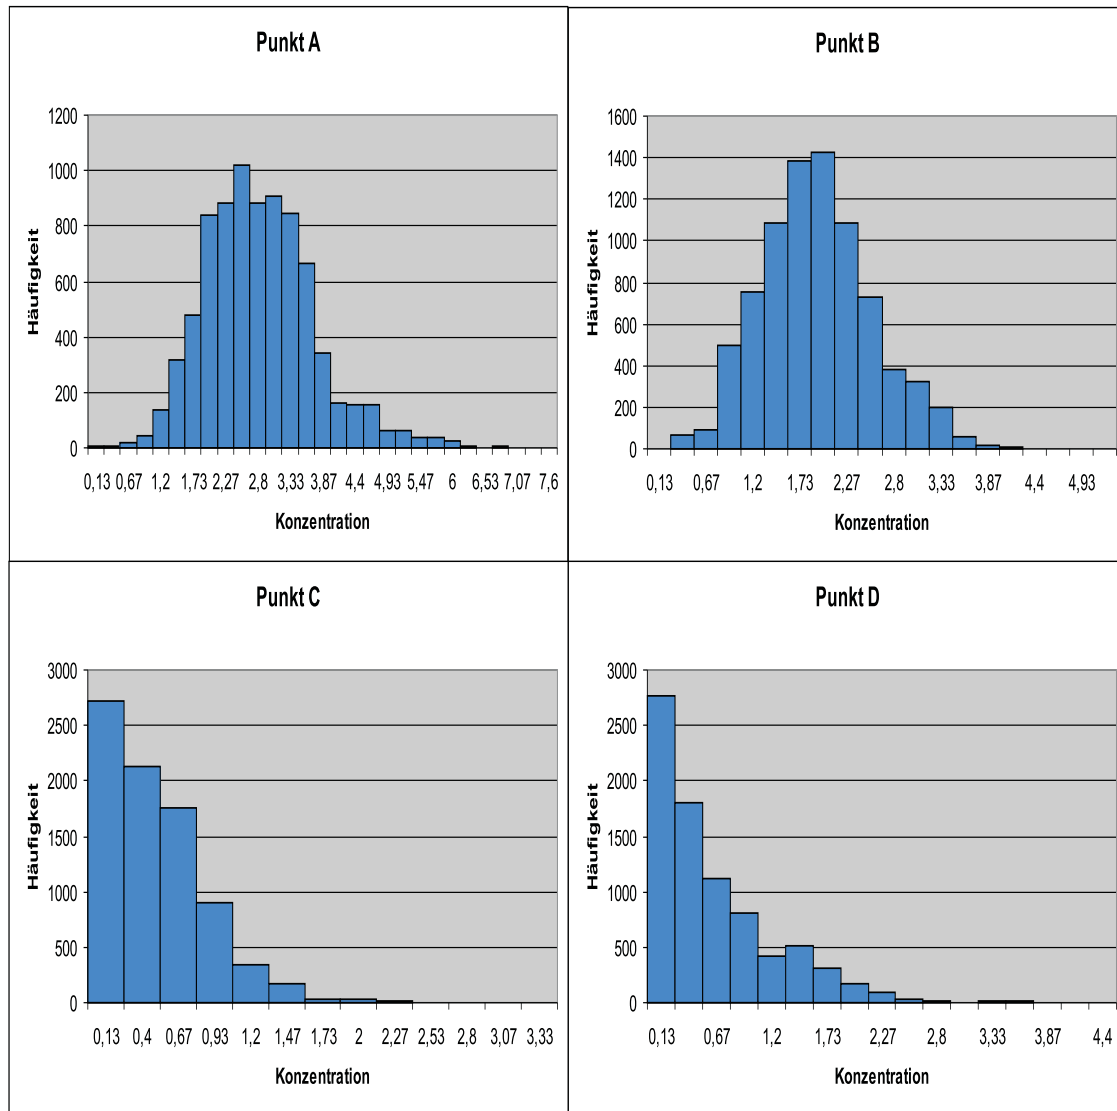 Punkt A
1200
1000
800
600
400
200
0
Häufigkeit
0,13 0,67 1,2 1,73 2,27 2,8 3,33 3,87 4,4 4,93 5,47 6 6,53 7,07 7,6
Konzentration
Punkt B
1600
1400
1200
1000
800
600
400
200
0
Häufigkeit
0,13 0,67 1,2 1,73 2,27 2,8 3,33 3,87 4,4 4,93
Konzentration
Punkt C
3000
2500
2000
1500
1000
500
0
Häufigkeit
0,13 0,4 0,67 0,93 1,2 1,47 1,73 2 2,27 2,53 2,8 3,07 3,33
Konzentration
Punkt D
3000
2500
2000
1500
1000
500
0
Häufigkeit
0,13 0,67 1,2 1,73 2,27 2,8 3,33 3,87 4,4
Konzentration